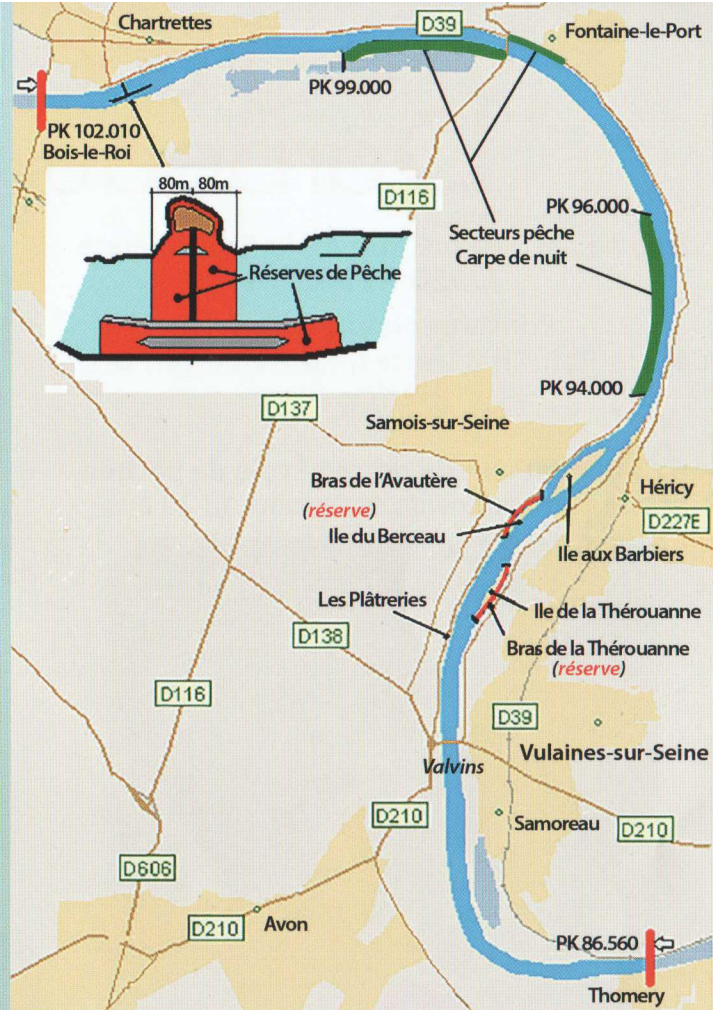 Chartrettes
D39
Fontaine-le-Port
PK 99.000
PK 102.010
Bois-le-Roi
80m 80m
D116
PK 96.000
Secteurs pêche
Carpe de nuit
Réserves de Pêche
PK 94.000
D137
Samois-sur-Seine
Bras de l'Avautère
(réserve)
Ile du Berceau
Héricy
D227E
Ile aux Barbiers
Les Plâtreries
Ile de la Thérouanne
D138
Bras de la Thérouanne
(réserve)
D116
D39
Vulaines-sur-Seine
Valvins
D210
Samoreau
D210
D606
D210
Avon
PK 86.560
Thomery